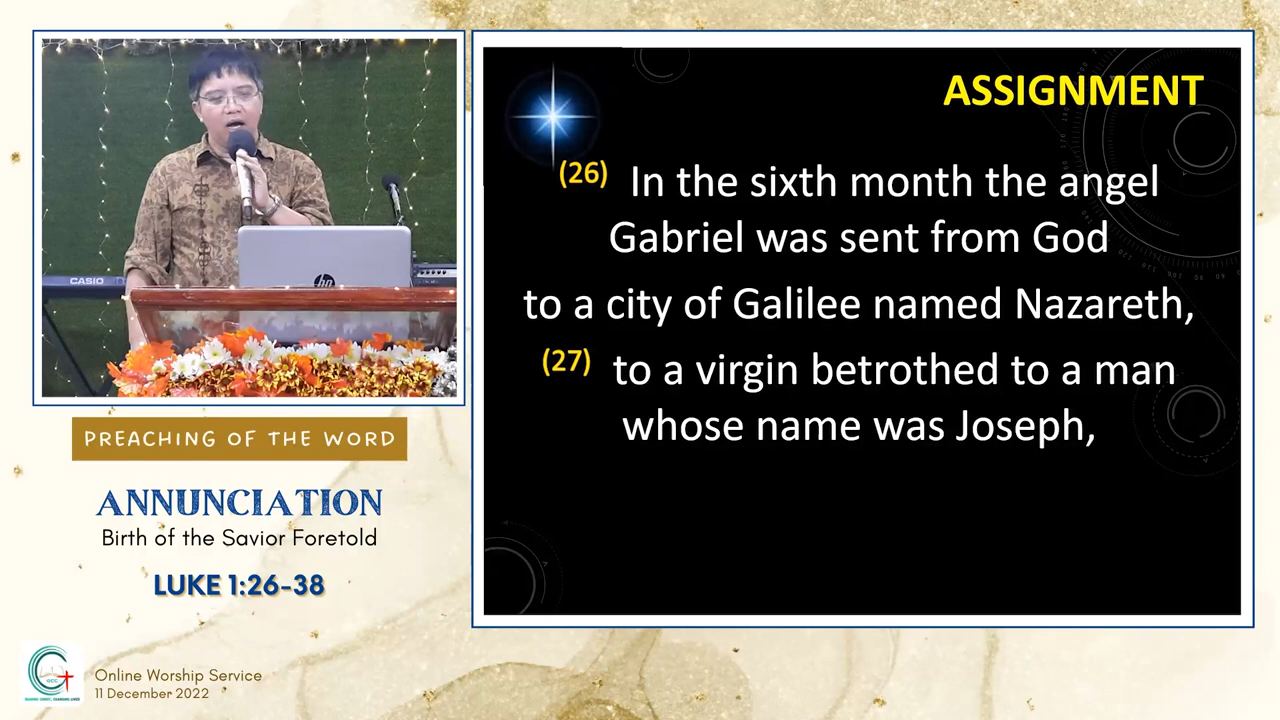 CASIO
hp
PREACHING OF THE WORD
ANNUNCIATION
Birth of the Savior Foretold
LUKE 1:26-38
Online Worship Service
11 December 2022
ASSIGNMENT
(26) In the sixth month the angel
Gabriel was sent from God
to a city of Galilee named Nazareth,
(27) to a virgin betrothed to a man
whose name was Joseph,